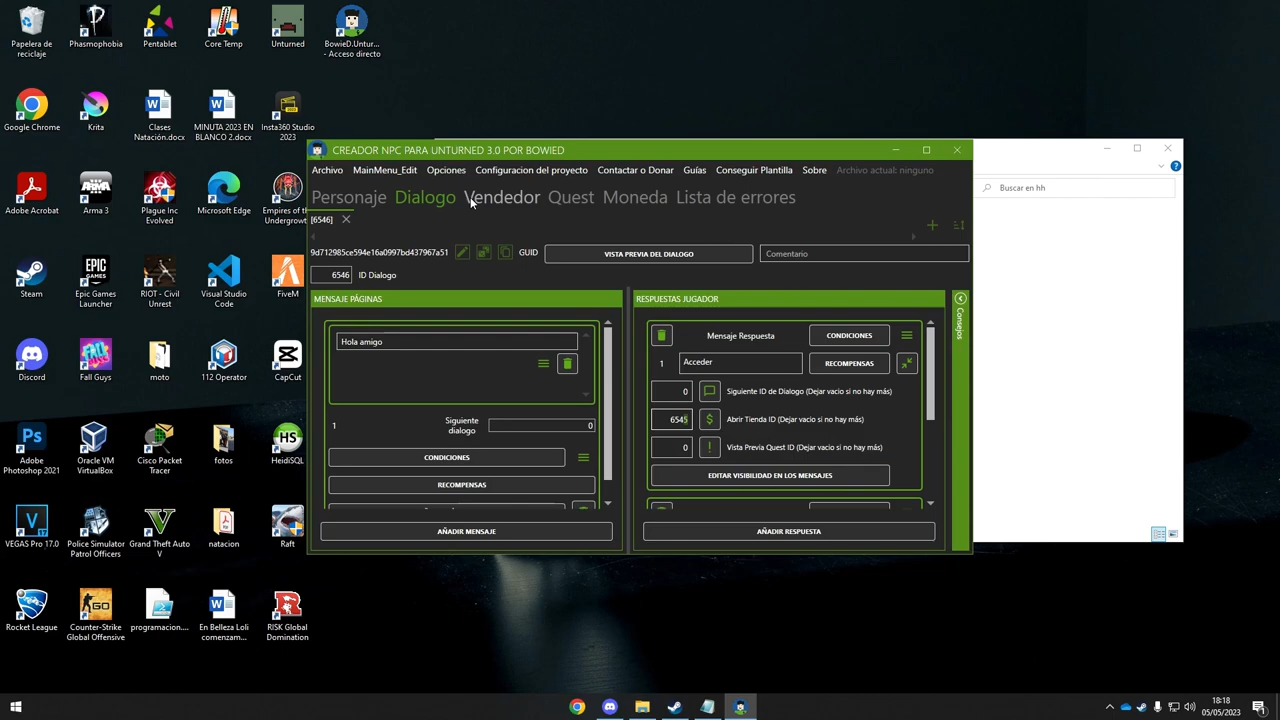 Papelera de reciclaje
Phasmophobia
Pentablet
Core Temp
Unturned
BowieD.Untur... - Acceso directo
Google Chrome
Krita
Clases Natación.docx
MINUTA 2023 EN BLANCO 2.docx
Insta360 Studio 2023
Adobe Acrobat
Arma 3
Plague Inc Evolved
Microsoft Edge
Empires of the Undergrowth
Steam
Epic Games Launcher
RIOT - Civil Unrest
Visual Studio Code
FiveM
Discord
Fall Guys
moto
112 Operator
CapCut
Adobe Photoshop 2021
Oracle VM VirtualBox
Cisco Packet Tracer
fotos
HeidiSQL
VEGAS Pro 17.0
Police Simulator Patrol Officers
Grand Theft Auto V
natacion
Raft
Rocket League
Counter-Strike Global Offensive
programacion....
En Belleza Loli comenzam...
RISK Global Domination
CREADOR NPC PARA UNTURNED 3.0 POR BOWIED
Archivo MainMenu_Edit Opciones Configuracion del proyecto Contactar o Donar Guías Conseguir Plantilla Sobre Archivo actual: ninguno
Personaje Dialogo Vendedor Quest Moneda Lista de errores
[6546]
9d712985ce594e16a0997bd437967a51 GUID VISTA PREVIA DEL DIALOGO Comentario
6546 ID Dialogo
MENSAJE PÁGINAS
Hola amigo
1 Siguiente dialogo 0
CONDICIONES
RECOMPENSAS
AÑADIR MENSAJE
RESPUESTAS JUGADOR
Mensaje Respuesta CONDICIONES
1 Acceder RECOMPENSAS
0 Siguiente ID de Dialogo (Dejar vacio si no hay más)
6545 $ Abrir Tienda ID (Dejar vacio si no hay más)
0 ! Vista Previa Quest ID (Dejar vacio si no hay más)
EDITAR VISIBILIDAD EN LOS MENSAJES
AÑADIR RESPUESTA
Consejos
Buscar en hh
18:18
05/05/2023